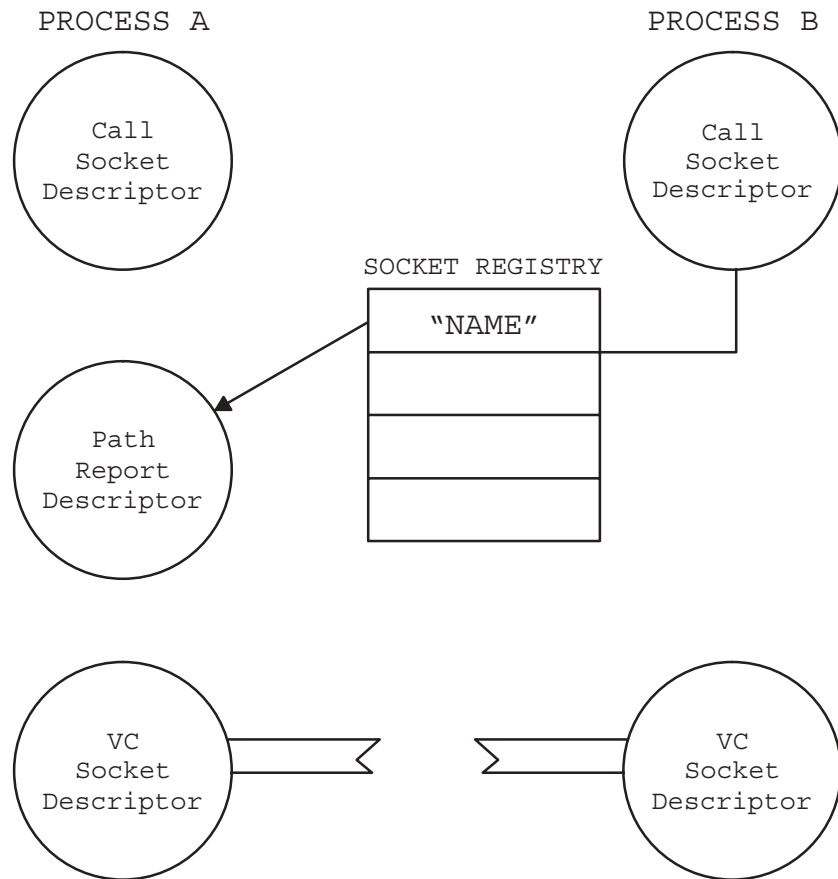 PROCESS A
PROCESS B
Call
Socket
Descriptor
Call
Socket
Descriptor
SOCKET REGISTRY
“NAME”
Path
Report
Descriptor
VC
Socket
Descriptor
VC
Socket
Descriptor